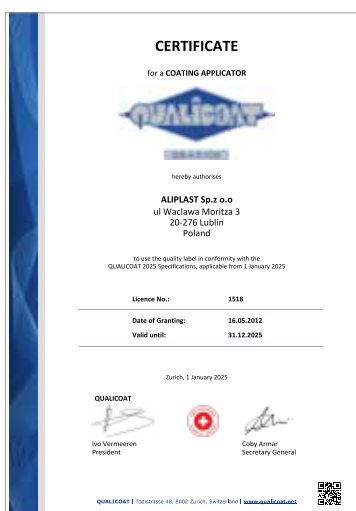 CERTIFICATE
for a COATING APPLICATOR
QUALICOAT
hereby authorises
ALIPLAST Sp.z o.o
ul Waclawa Moritza 3
20-276 Lublin
Poland
to use the quality label in conformity with the
QUALICOAT 2025 Specifications, applicable from 1 January 2025
Licence No.: 1518
Date of Granting: 16.05.2012
Valid until: 31.12.2025
Zurich, 1 January 2025
QUALICOAT
Ivo Vermeeren
Coby Armar
President
Secretary General
QUALICOAT | Tödistrasse 48, 8002 Zurich, Switzerland | www.qualicoat.net